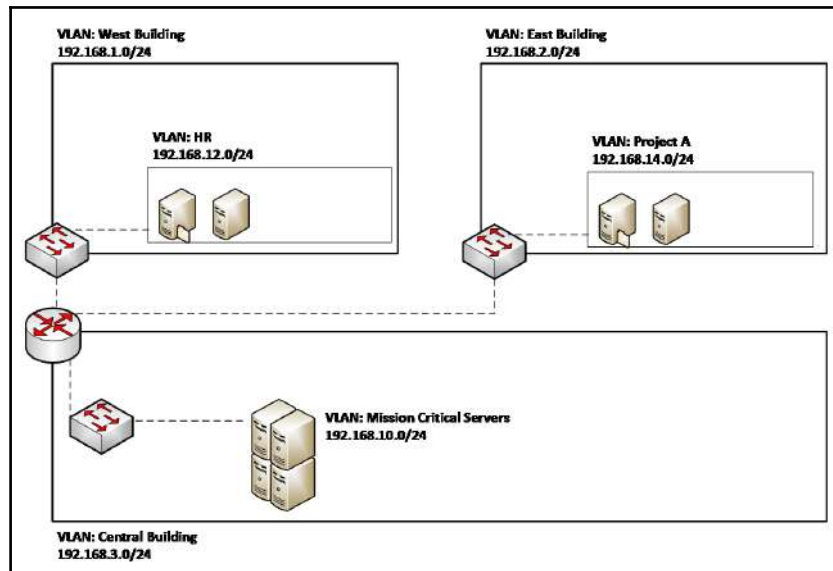 VLAN: West Building
192.168.1.0/24
VLAN: East Building
192.168.2.0/24
VLAN: HR
192.168.12.0/24
VLAN: Project A
192.168.14.0/24
VLAN: Mission Critical Servers
192.168.10.0/24
VLAN: Central Building
192.168.3.0/24